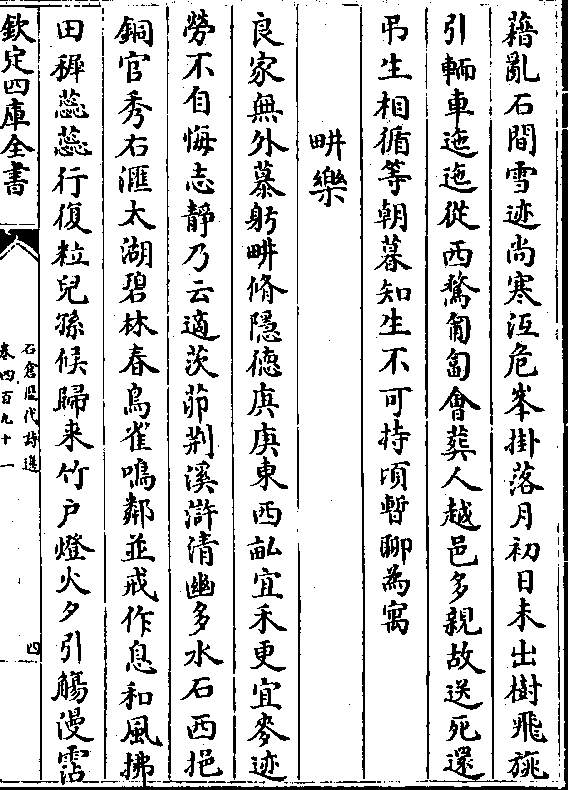 藉亂石間雪迹尚寒沍危峯掛落月初日未出樹飛旐
引輀車迤迤從西鶩匍匐會葬人越邑多親故送死還
弔生相循等朝暮知生不可持頃暫聊為寓
畊樂
良家無外慕躬畊脩隱德庚庚東西畝宜禾更宜麥迹
勞不自悔志靜乃云適茨茆荆溪滸清幽多水石西挹
銅官秀右滙太湖碧林春鳥雀鳴鄰並戒作息和風拂
田穉蕊蕊行復粒兒孫候歸来竹户燈火夕引觴漫霑
欽定四庫全書
石倉歴代詩選
卷四百九十一
四